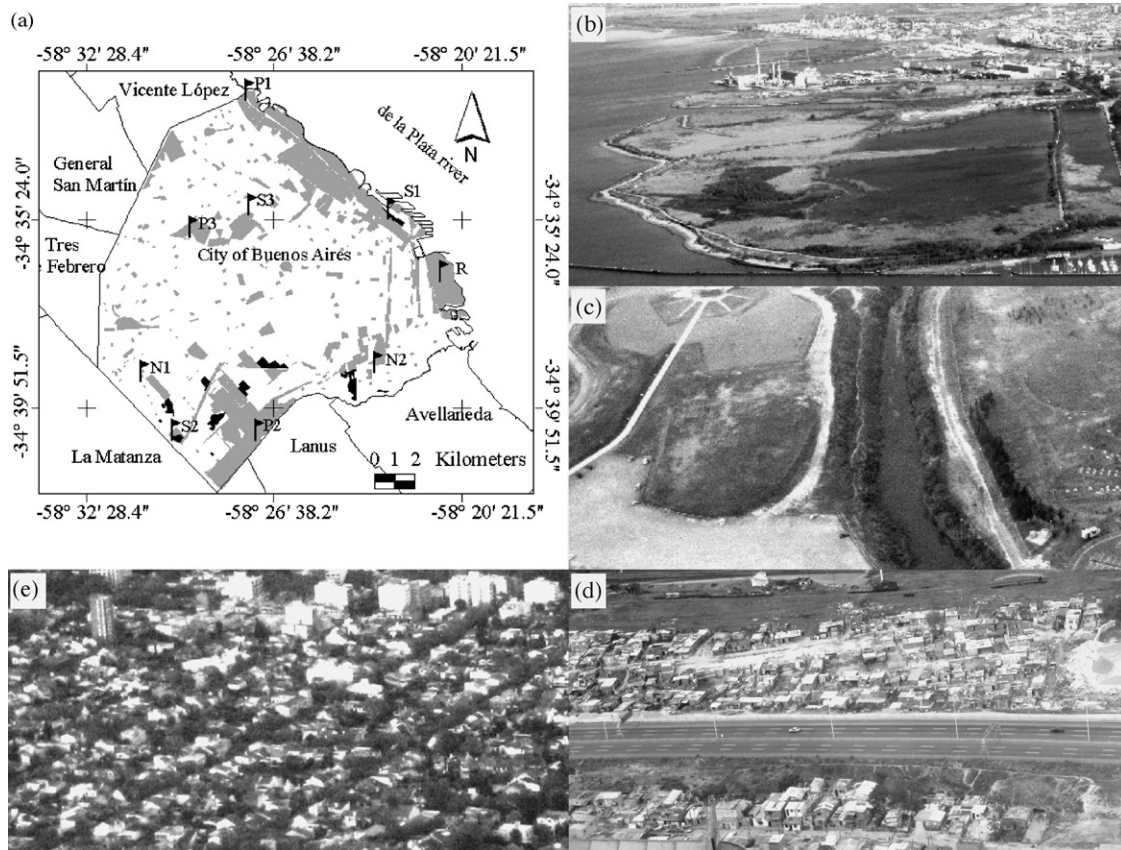 (a)
-58° 32' 28.4"
-58° 26' 38.2"
-58° 20' 21.5"
Vicente López
P1
de la Plata river
N
General
San Martín
S3
S1
P3
Tres
Febrero
City of Buenos Aires
R
N1
N2
S2
P2
Avellaneda
Lanus
La Matanza
0 1 2 Kilometers
-34° 35' 24.0"
-34° 39' 51.5"
-34° 35' 24.0"
-34° 39' 51.5"
-58° 32' 28.4"
-58° 26' 38.2"
-58° 20' 21.5"
(b)
(c)
(e)
(d)